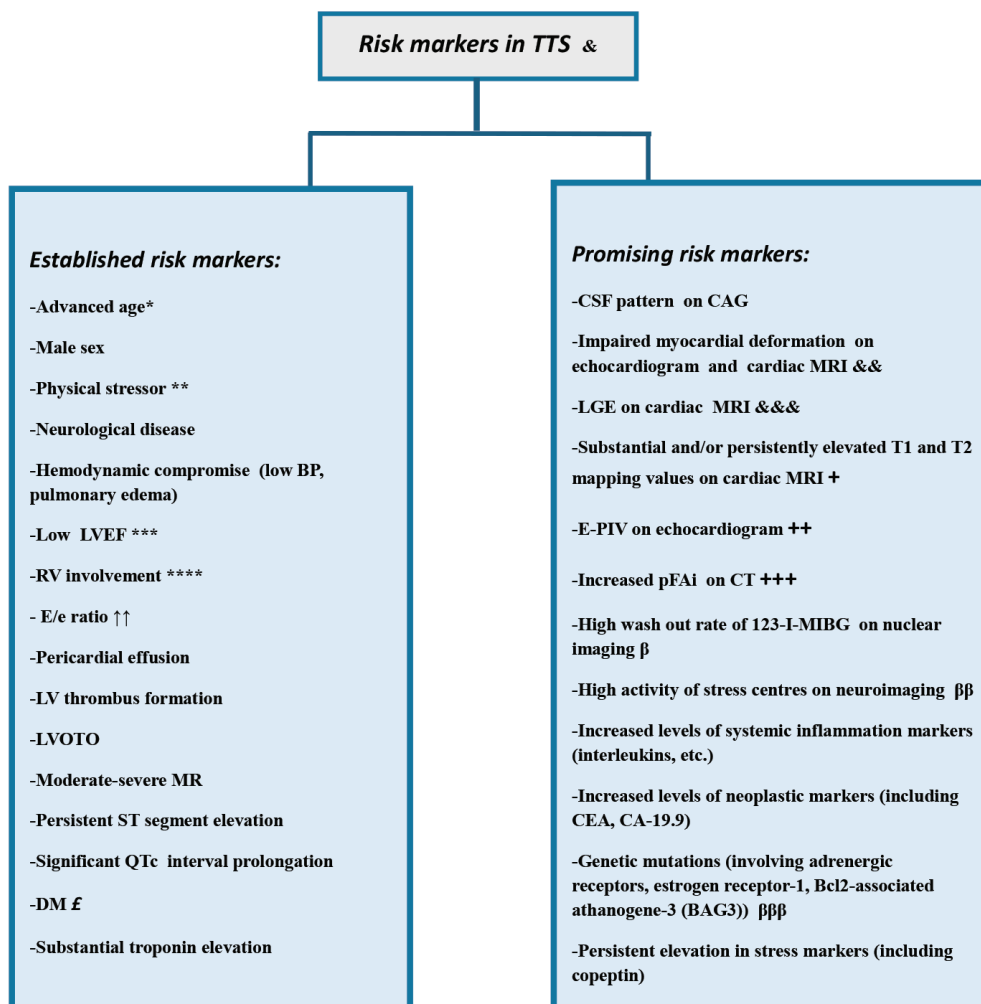 Risk markers in TTS &
Established risk markers:
-Advanced age*
-Male sex
-Physical stressor **
-Neurological disease
-Hemodynamic compromise (low BP,
pulmonary edema)
-Low LVEF ***
-RV involvement ****
- E/e ratio ↑↑
-Pericardial effusion
-LV thrombus formation
-LVOTO
-Moderate-severe MR
-Persistent ST segment elevation
-Significant QTc interval prolongation
-DM £
-Substantial troponin elevation
Promising risk markers:
-CSF pattern on CAG
-Impaired myocardial deformation on
echocardiogram and cardiac MRI &&
-LGE on cardiac MRI &&&
-Substantial and/or persistently elevated T1 and T2
mapping values on cardiac MRI +
-E-PIV on echocardiogram ++
-Increased pFAi on CT +++
-High wash out rate of 123-I-MIBG on nuclear
imaging β
-High activity of stress centres on neuroimaging ββ
-Increased levels of systemic inflammation markers
(interleukins, etc.)
-Increased levels of neoplastic markers (including
CEA, CA-19.9)
-Genetic mutations (involving adrenergic
receptors, estrogen receptor-1, Bcl2-associated
athanogene-3 (BAG3)) βββ
-Persistent elevation in stress markers (including
copeptin)